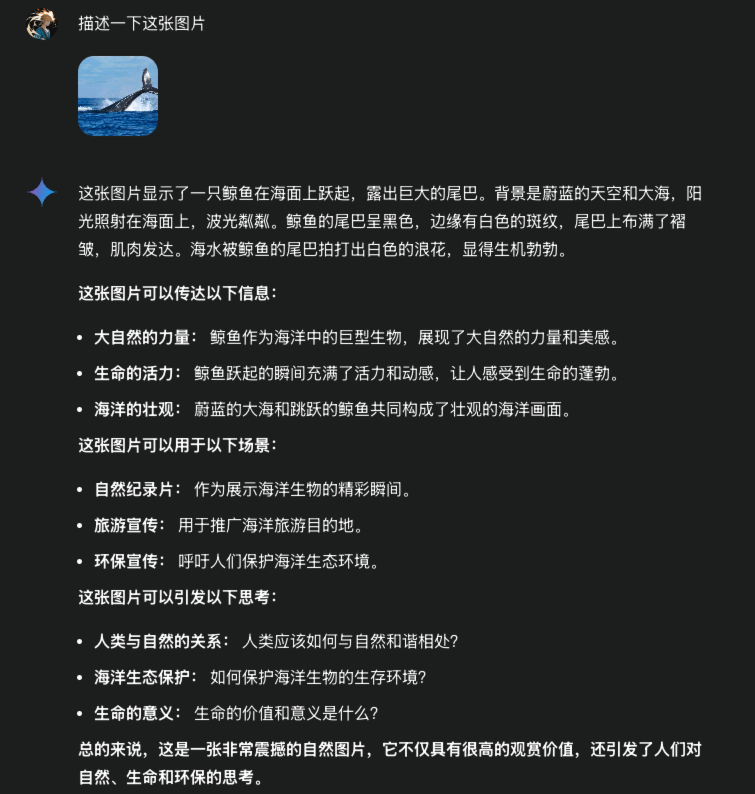 描述一下这张图片
这张图片显示了一只鲸鱼在海面上跃起，露出巨大的尾巴。背景是蔚蓝的天空和大海，阳
光照射在海面上，波光粼粼。鲸鱼的尾巴呈黑色，边缘有白色的斑纹，尾巴上布满了褶
皱，肌肉发达。海水被鲸鱼的尾巴拍打出白色的浪花，显得生机勃勃。
这张图片可以传达以下信息：
• 大自然的力量： 鲸鱼作为海洋中的巨型生物，展现了大自然的力量和美感。
• 生命的活力： 鲸鱼跃起的瞬间充满了活力和动感，让人感受到生命的蓬勃。
• 海洋的壮观： 蔚蓝的大海和跳跃的鲸鱼共同构成了壮观的海洋画面。
这张图片可以用于以下场景：
• 自然纪录片： 作为展示海洋生物的精彩瞬间。
• 旅游宣传： 用于推广海洋旅游目的地。
• 环保宣传： 呼吁人们保护海洋生态环境。
这张图片可以引发以下思考：
• 人类与自然的关系： 人类应该如何与自然和谐相处？
• 海洋生态保护： 如何保护海洋生物的生存环境？
• 生命的意义： 生命的价值和意义是什么？
总的来说，这是一张非常震撼的自然图片，它不仅具有很高的观赏价值，还引发了人们对
自然、生命和环保的思考。